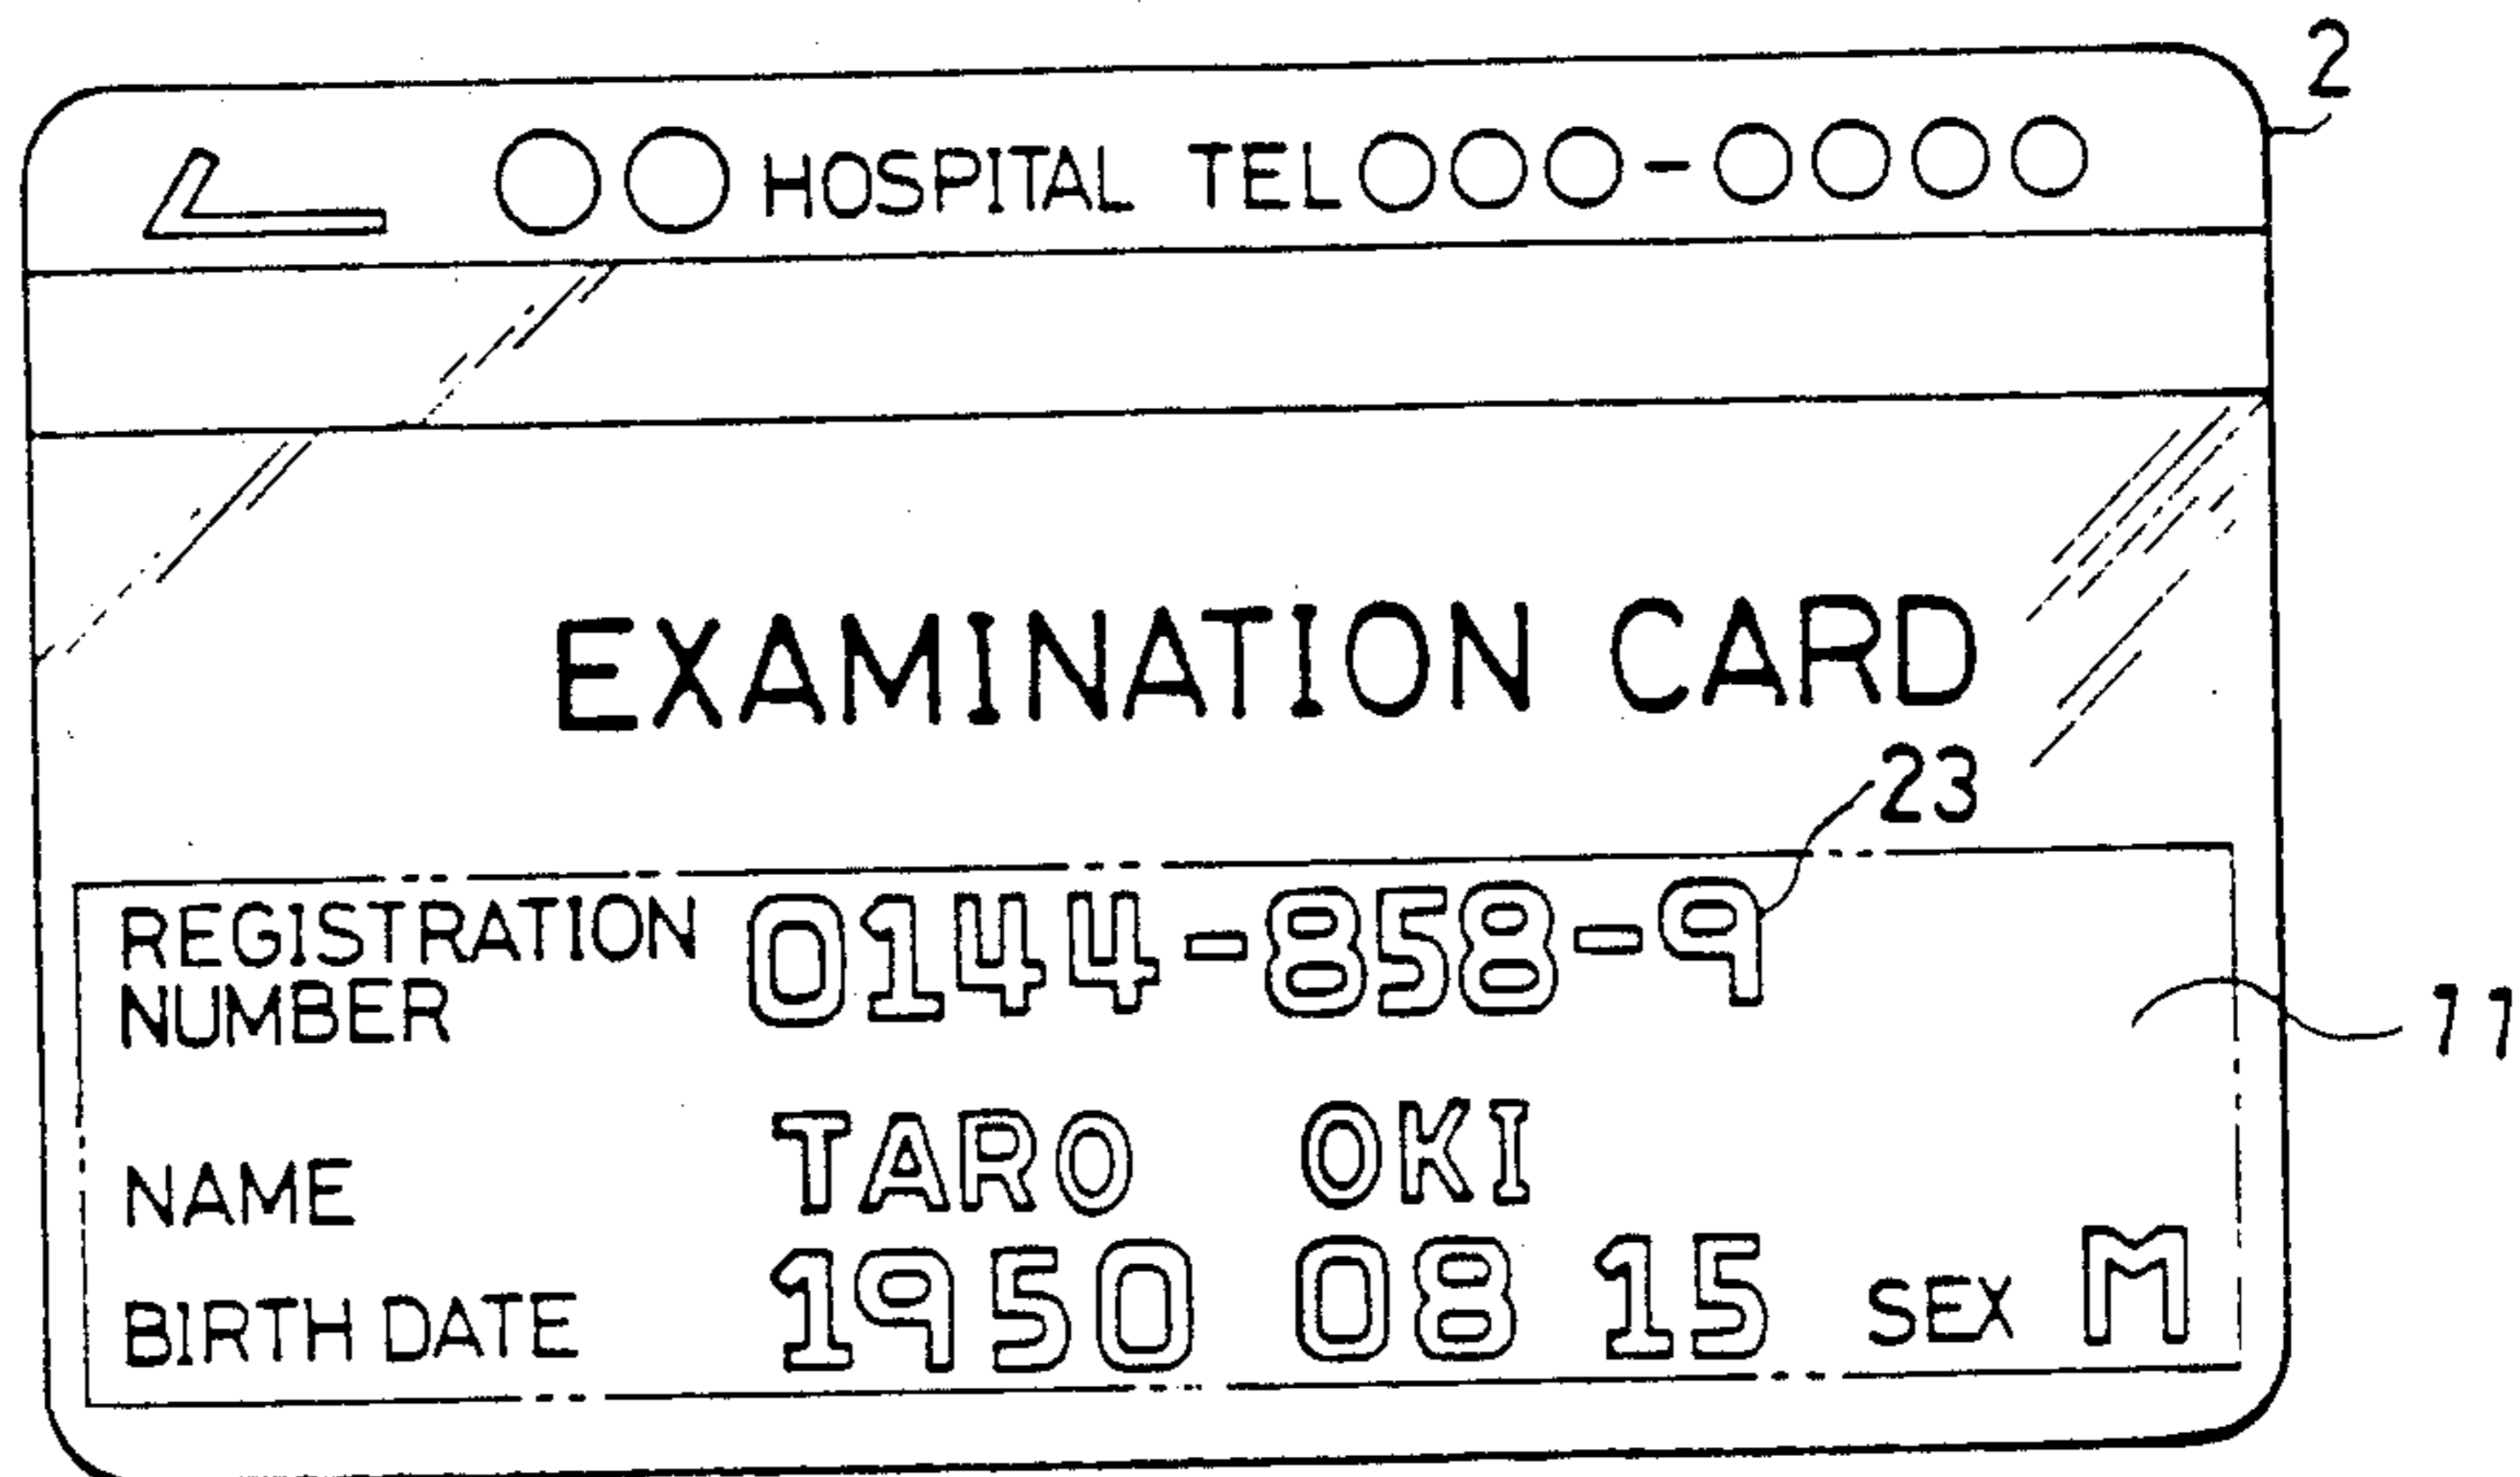 2
○○ HOSPITAL TEL ○○○-○○○○
EXAMINATION CARD
23
REGISTRATION NUMBER 0144-858-9
11
NAME TARO OKI
BIRTH DATE 1950 08 15 SEX M